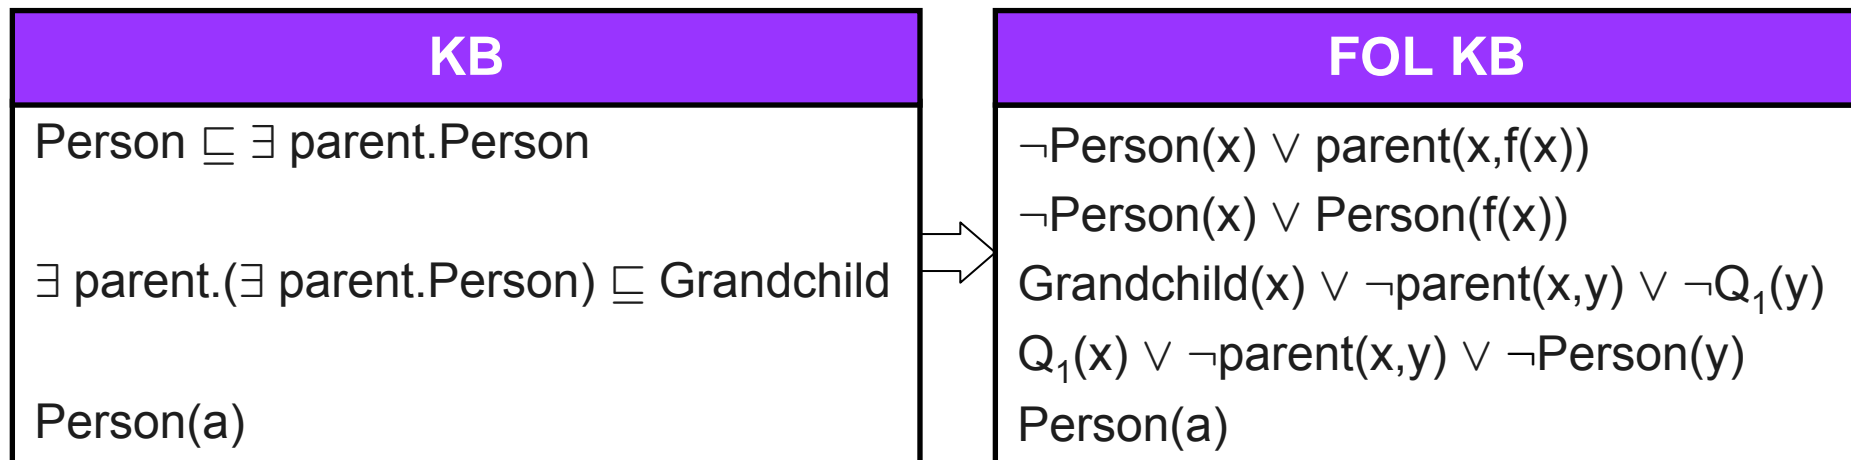 KB
Person ⊑ ∃ parent.Person
∃ parent.(∃ parent.Person) ⊑ Grandchild
Person(a)
FOL KB
¬Person(x) ∨ parent(x,f(x))
¬Person(x) ∨ Person(f(x))
Grandchild(x) ∨ ¬parent(x,y) ∨ ¬Q₁(y)
Q₁(x) ∨ ¬parent(x,y) ∨ ¬Person(y)
Person(a)